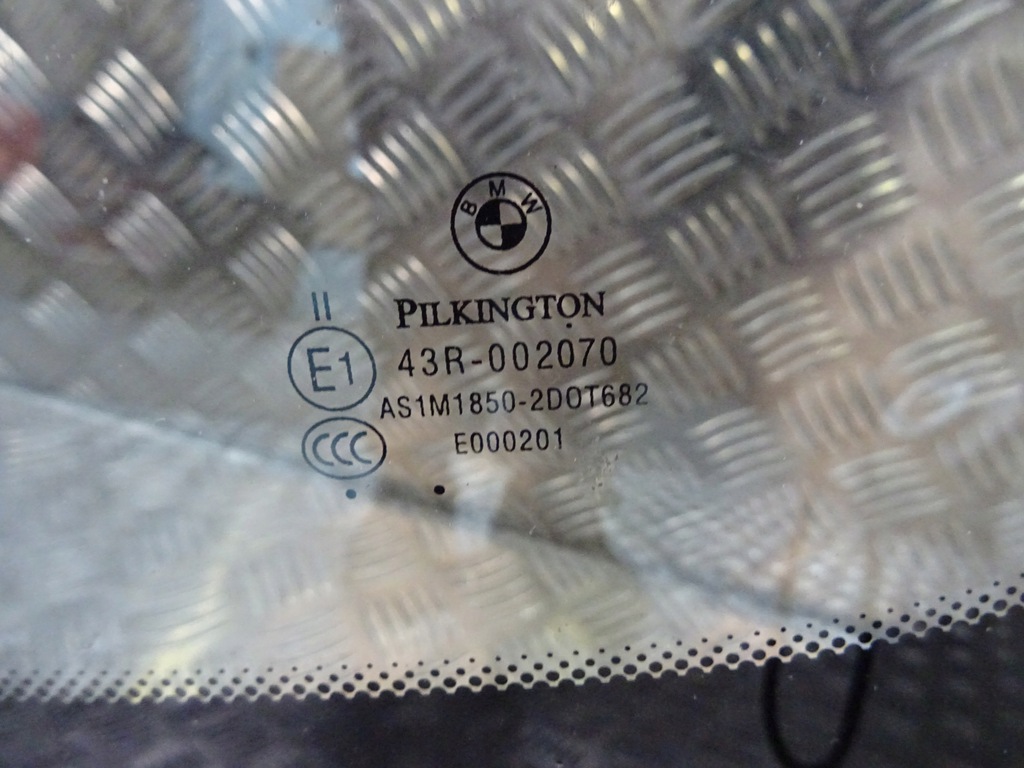 BMW
PILKINGTON
II
E1 43R-002070
AS1M1850-2DOT682
CCC E000201